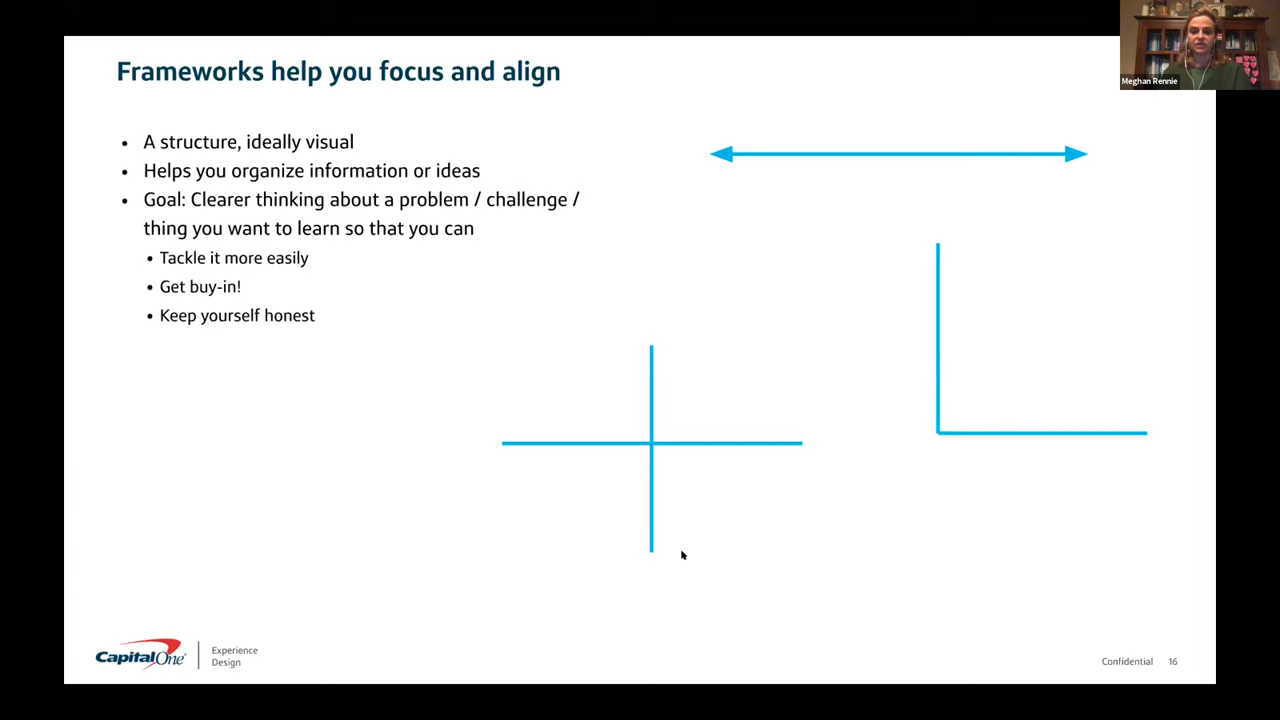 Frameworks help you focus and align
Meghan Rennie
• A structure, ideally visual
• Helps you organize information or ideas
• Goal: Clearer thinking about a problem / challenge /
thing you want to learn so that you can
• Tackle it more easily
• Get buy-in!
• Keep yourself honest
Capital One
Experience
Design
Confidential 16